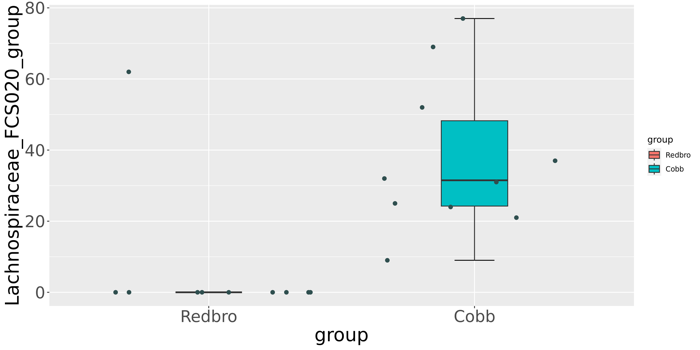 Lachnospiraceae_FCS020_group
80
60
40
20
0
Redbro
Cobb
group
group
Redbro
Cobb